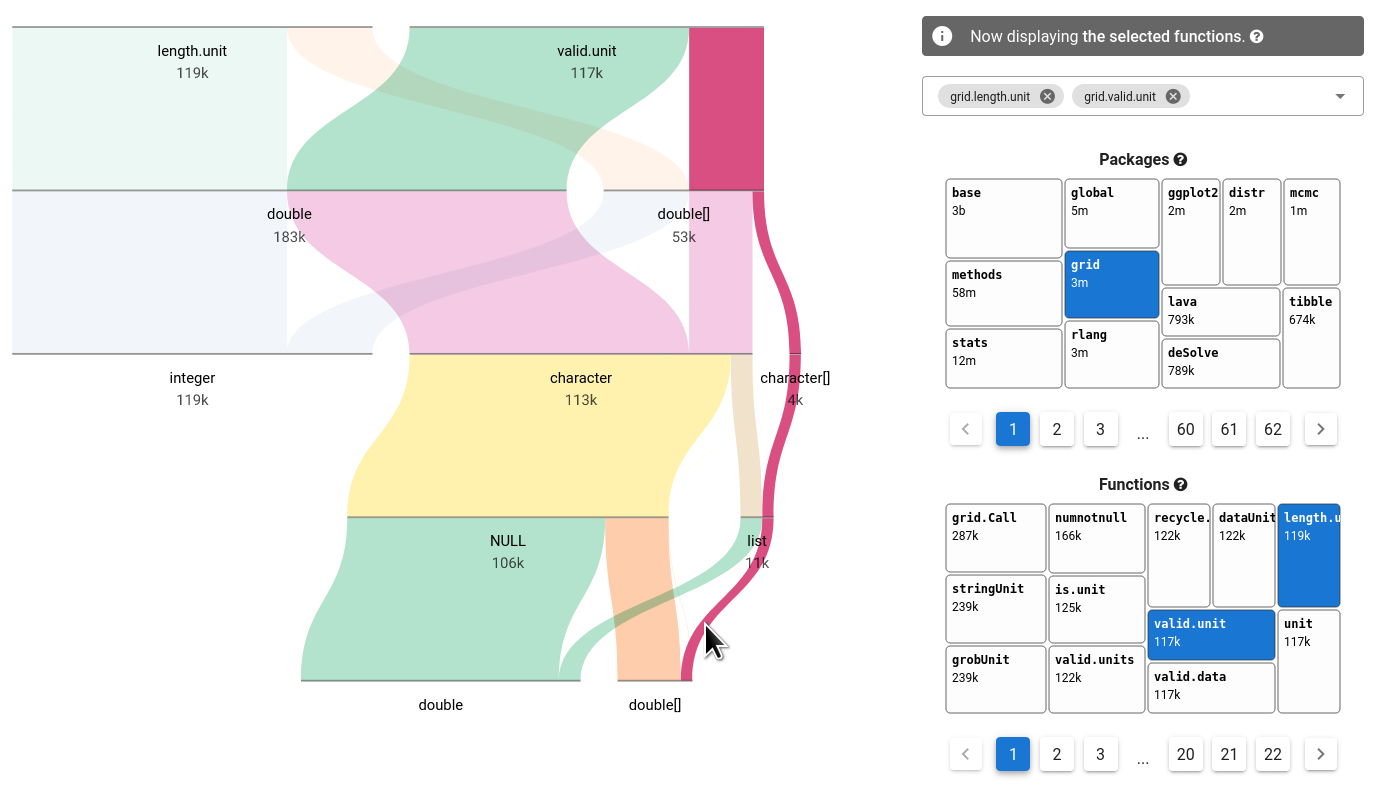 length.unit
119k
valid.unit
117k
double
183k
double[]
53k
integer
119k
character
113k
character[]
4k
NULL
106k
list
11k
double
double[]
Now displaying the selected functions.
grid.length.unit
grid.valid.unit
Packages
base
3b
global
5m
ggplot2
2m
distr
2m
mcmc
1m
methods
58m
grid
3m
lava
793k
tibble
674k
stats
12m
rlang
3m
deSolve
789k
1 2 3 ... 60 61 62
Functions
grid.Call
287k
numnotnull
166k
recycle.
122k
dataUnit
122k
length.u
119k
stringUnit
239k
is.unit
125k
valid.unit
117k
unit
117k
grobUnit
239k
valid.units
122k
valid.data
117k
1 2 3 ... 20 21 22